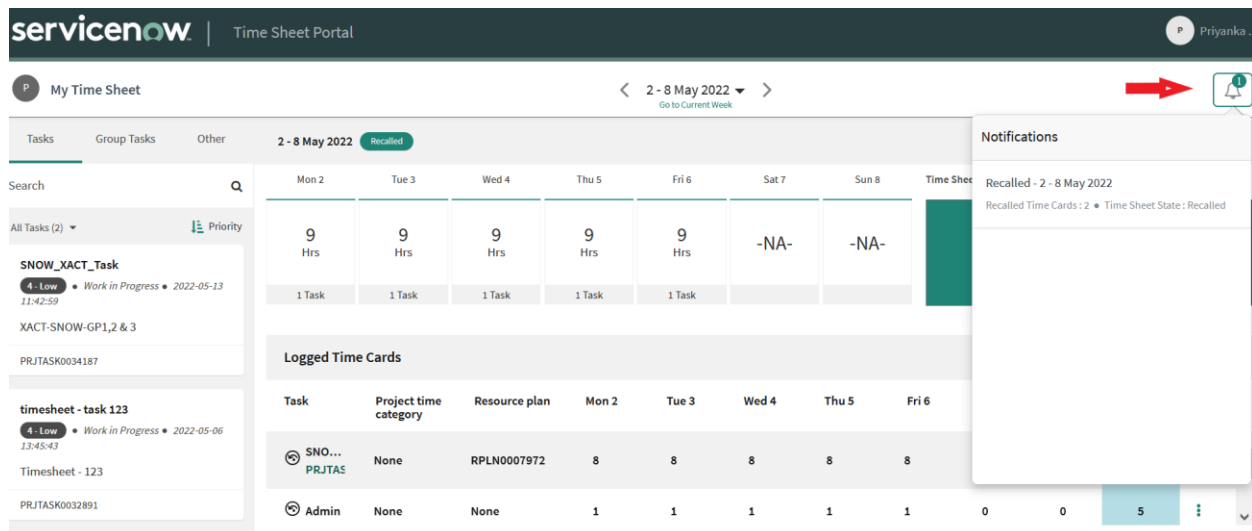 servicenow. | Time Sheet Portal
P Priyanka .
P My Time Sheet
2 - 8 May 2022
Go to Current Week
1
Tasks Group Tasks Other
2 - 8 May 2022 Recalled
Notifications
Recalled - 2 - 8 May 2022
Recalled Time Cards : 2 ● Time Sheet State : Recalled
Search
All Tasks (2) Priority
SNOW_XACT_Task
4 - Low ● Work in Progress ● 2022-05-13
11:42:59
XACT-SNOW-GP1,2 & 3
PRJTASK0034187
timesheet - task 123
4 - Low ● Work in Progress ● 2022-05-06
13:45:43
Timesheet - 123
PRJTASK0032891
Mon 2 Tue 3 Wed 4 Thu 5 Fri 6 Sat 7 Sun 8 Time Shee
9 9 9 9 9 -NA- -NA-
Hrs Hrs Hrs Hrs Hrs
1 Task 1 Task 1 Task 1 Task 1 Task
Logged Time Cards
Task Project time Resource plan Mon 2 Tue 3 Wed 4 Thu 5 Fri 6
category
SNO... None RPLN0007972 8 8 8 8 8
PRJTAS
Admin None None 1 1 1 1 1 0 0 5